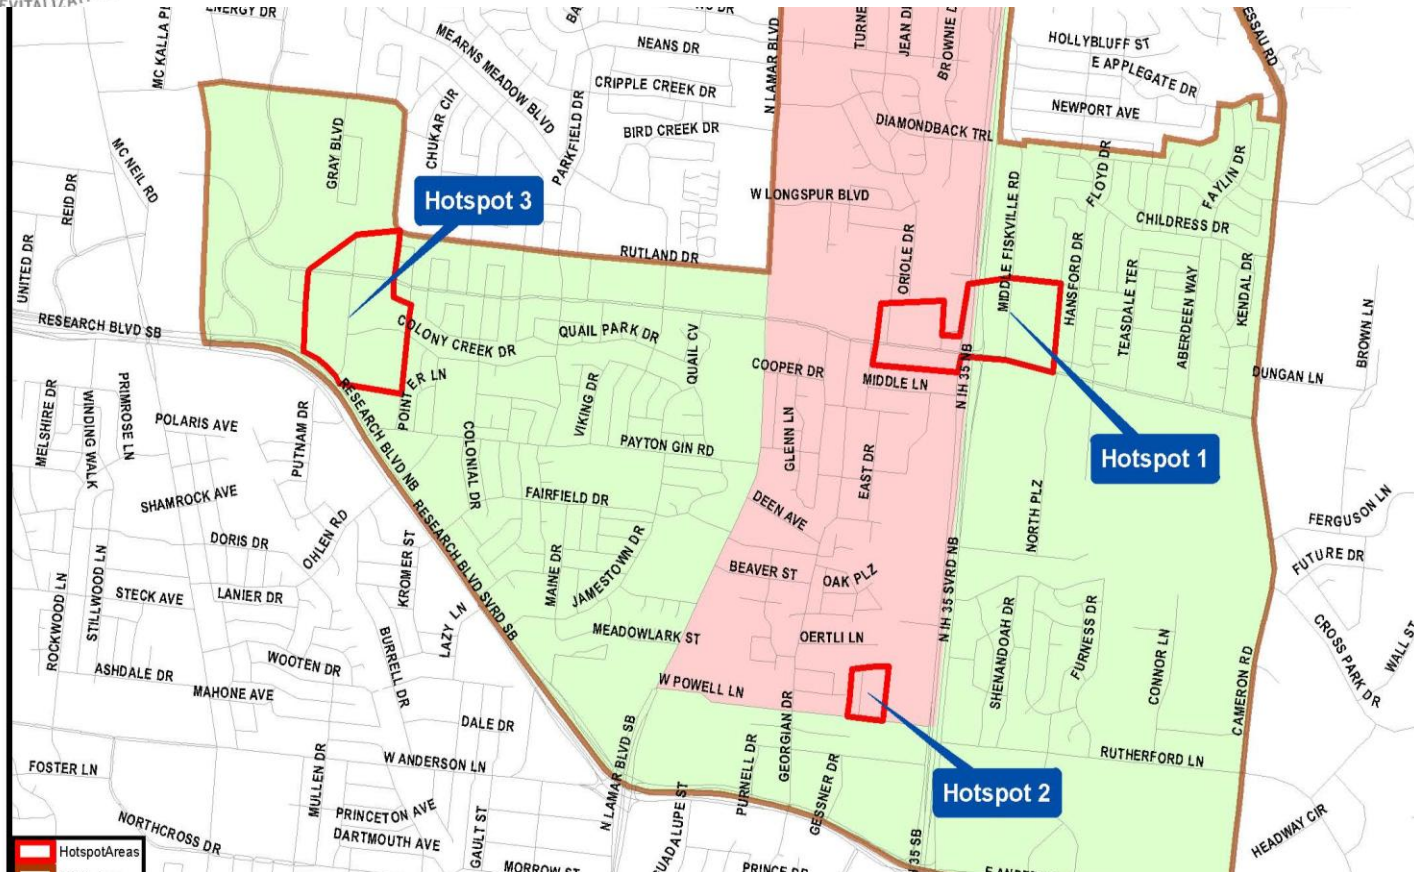 ENERGY DR
MC KALLA PL
MEARNS MEADOW BLVD
NEANS DR
CRIPPLE CREEK DR
BIRD CREEK DR
PARKFIELD DR
CHUKAR CIR
GRAY BLVD
MC NEIL RD
REID DR
UNITED DR
N LAMAR BLVD
JEAN DR
BROWNIE DR
DIAMONDBACK TRL
HOLLYBLUFF ST
E APPLEGATE DR
NEWPORT AVE
W LONGSPUR BLVD
ORIOLE DR
MIDDLE FISKVILLE RD
FLOYD DR
FAYLIN DR
CHILDRESS DR
HANSFORD DR
TEASDALE TER
ABERDEEN WAY
KENDAL DR
BROWN LN
Hotspot 3
RUTLAND DR
RESEARCH BLVD SB
COLONY CREEK DR
QUAIL PARK DR
QUAIL CV
COOPER DR
MIDDLE LN
N IH 35 NB
DUNGAN LN
POINTER LN
VIKING DR
PAYTON GIN RD
GLENN LN
EAST DR
Hotspot 1
MELSHIRE DR
WINDING WALK
PRIMROSE LN
POLARIS AVE
PUTNAM DR
RESEARCH BLVD NB
COLONIAL DR
FAIRFIELD DR
DEEN AVE
NORTH PLZ
FERGUSON LN
FUTURE DR
SHAMROCK AVE
DORIS DR
OHLEN RD
RESEARCH BLVD SVRD SB
KROMER ST
MAINE DR
JAMESTOWN DR
BEAVER ST
OAK PLZ
N IH 35 SVRD NB
ROCKWOOD LN
STILLWOOD LN
STECK AVE
LANIER DR
LAZY LN
MEADOWLARK ST
OERTLI LN
SHENANDOAH DR
FURNESS DR
CONNOR LN
CROSS PARK DR
WALL ST
ASHDALE DR
WOOTEN DR
MAHONE AVE
BURRELL DR
W POWELL LN
GEORGIAN DR
CAMERON RD
DALE DR
RUTHERFORD LN
FOSTER LN
MULLEN DR
W ANDERSON LN
N LAMAR BLVD SB
PURNELL DR
GESSNER DR
Hotspot 2
NORTHCROSS DR
PRINCETON AVE
DARTMOUTH AVE
GAULT ST
MORROW ST
GUADALUPE ST
PRINCE DR
35 SB
HEADWAY CIR
HotspotAreas